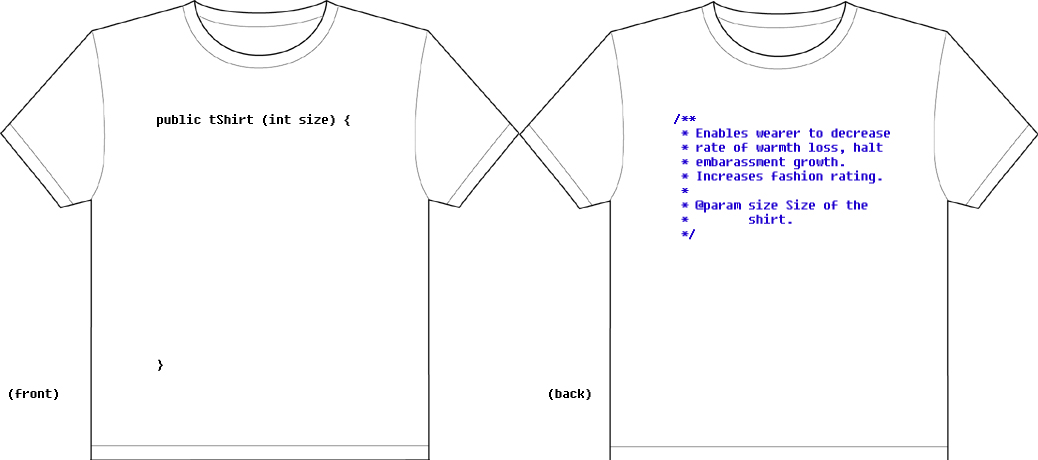 public tShirt (int size) {
}
(front)
/**
* Enables wearer to decrease
* rate of warmth loss, halt
* embarassment growth.
* Increases fashion rating.
*
* @param size Size of the
*        shirt.
*/
(back)